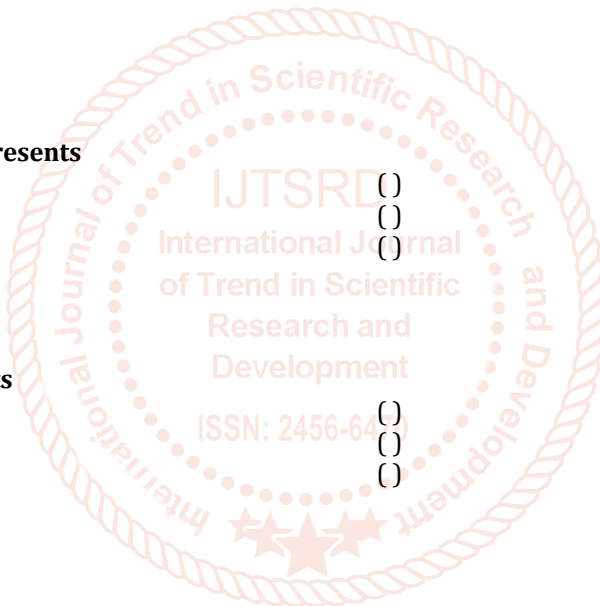 resents
()
()
()
ts
()
()
()
International Journal of Trend in Scientific Research and Development
IJTSRD
International Journal
of Trend in Scientific
Research and
Development
ISSN: 2456-6470